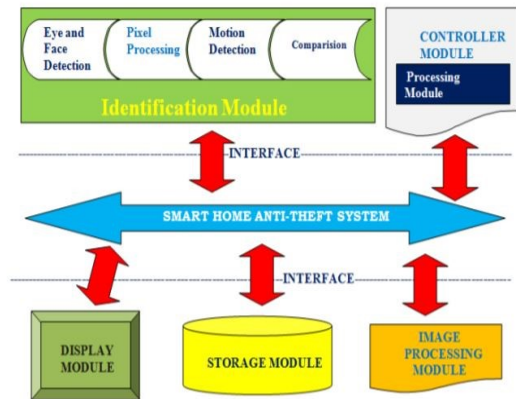 Eye and
Face
Detection
Pixel
Processing
Motion
Detection
Comparision
Identification Module
CONTROLLER
MODULE
Processing
Module
INTERFACE
SMART HOME ANTI-THEFT SYSTEM
INTERFACE
DISPLAY
MODULE
STORAGE MODULE
IMAGE
PROCESSING
MODULE